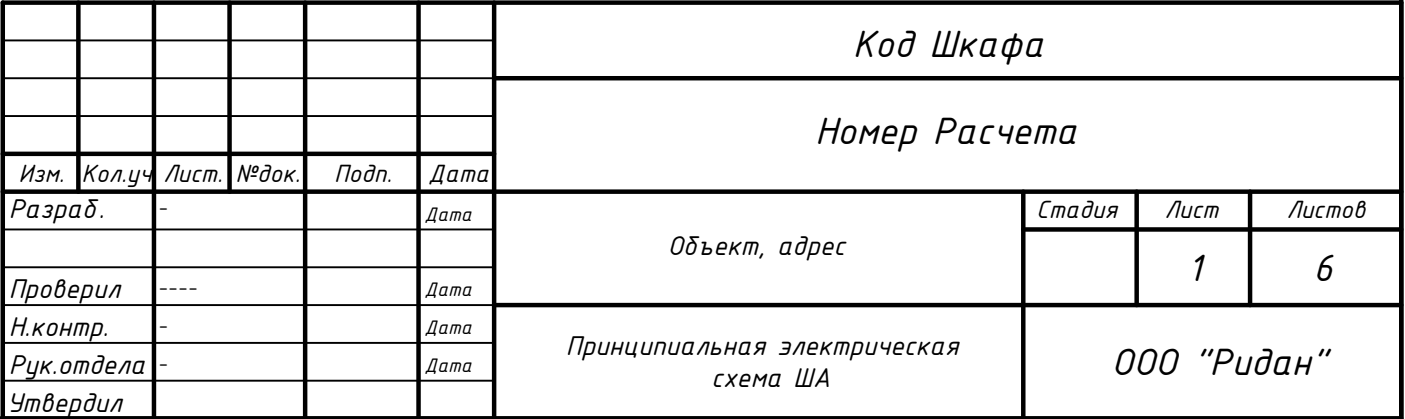 Код Шкафа
Номер Расчета
Изм. Кол.уч Лист. №док. Подп. Дата
Разраб. - Дата
Стадия Лист Листов
Объект, адрес
1 6
Проверил ---- Дата
Н.контр. - Дата
Принципиальная электрическая
схема ША
ООО "Ридан"
Рук.отдела - Дата
Утвердил